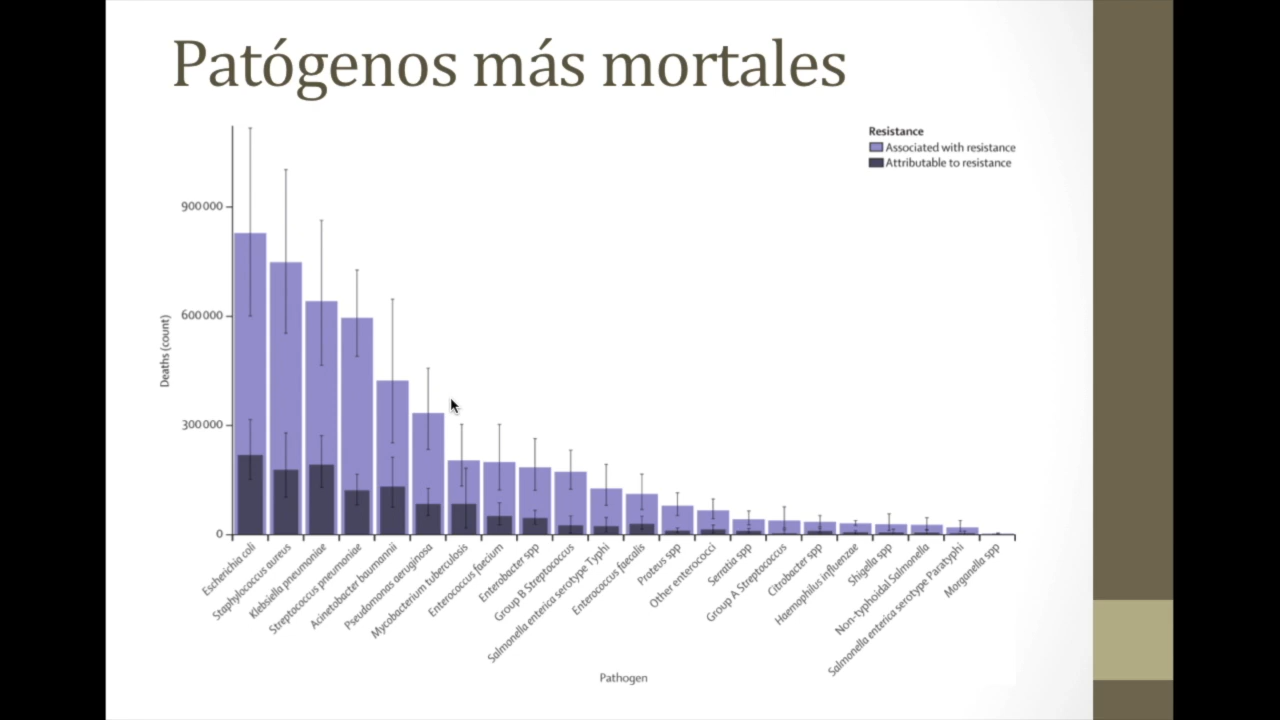 Patógenos más mortales
Resistance
Associated with resistance
Attributable to resistance
Deaths (count)
900 000
600 000
300 000
0
Escherichia coli
Staphylococcus aureus
Klebsiella pneumoniae
Streptococcus pneumoniae
Acinetobacter baumannii
Pseudomonas aeruginosa
Mycobacterium tuberculosis
Enterococcus faecium
Enterobacter spp
Group B Streptococcus
Salmonella enterica serotype Typhi
Enterococcus faecalis
Proteus spp
Other enterococci
Serratia spp
Group A Streptococcus
Citrobacter spp
Haemophilus influenzae
Shigella spp
Non-typhoidal Salmonella
Salmonella enterica serotype Paratyphi
Morganella spp
Pathogen